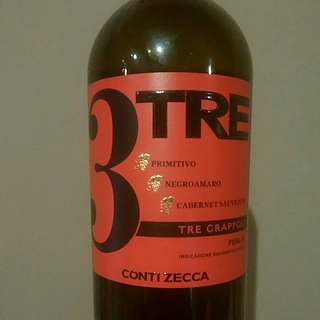 3 TRE
PRIMITIVO
NEGROAMARO
CABERNET SAUVIGNON
TRE GRAPPOLI
PUGLIA
INDICAZIONE GEOGRAFICA
CONTI ZECCA